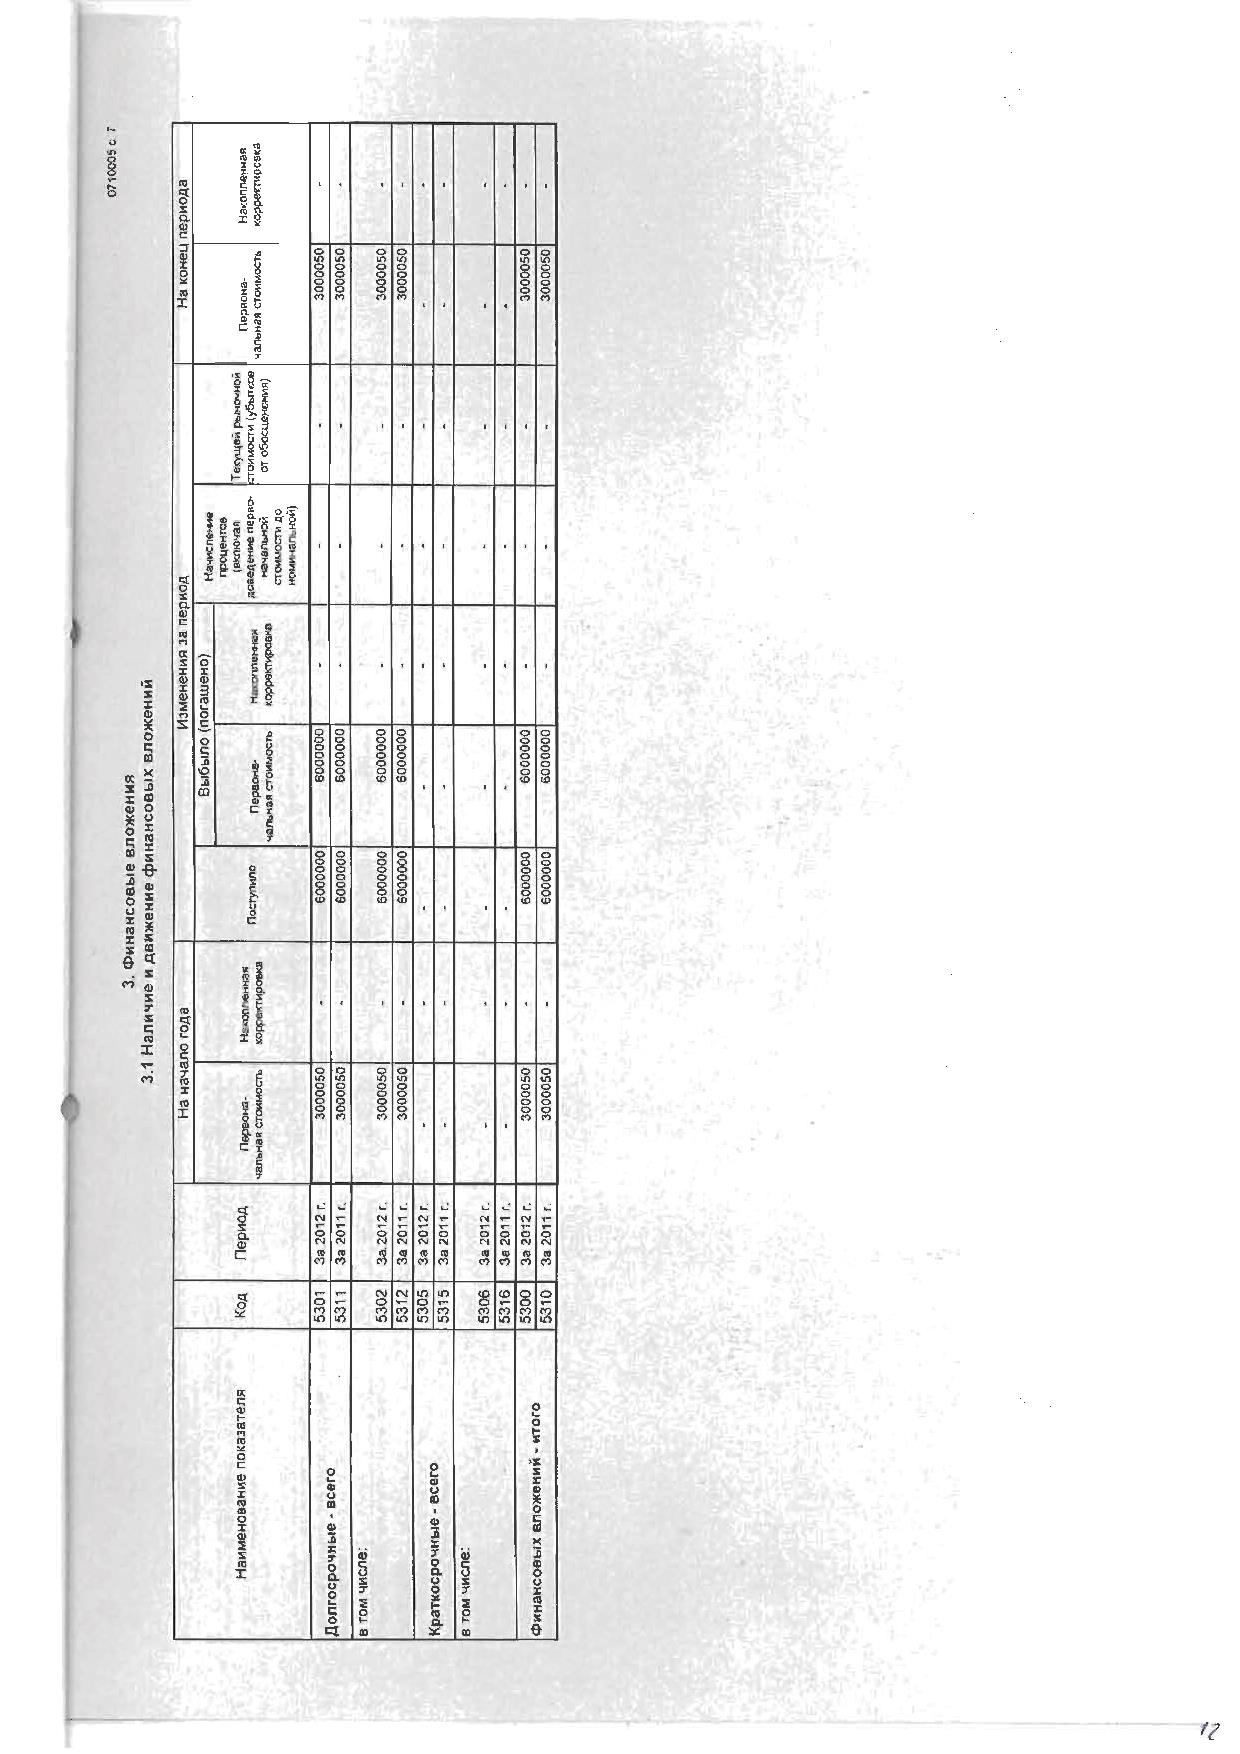 0710005 с. 7
3. Финансовые вложения
3.1 Наличие и движение финансовых вложений
Наименование показателя Код Период На начало года Изменения за период На конец периода
Первона-
чальная стоимость
Накопленная
корректировка
Поступило
Выбыло (погашено)
Первона-
чальная стоимость
Накопленная
корректировка
Начисление
процентов
(включая
доведение перво-
начальной
стоимости до
номинальной)
Текущей рыночной
стоимости (убытков
от обесценения)
Первона-
чальная стоимость
Накопленная
корректировка
Долгосрочные - всего
5301 За 2012 г. 3000050 - 6000000 6000000 - - - 3000050 -
5311 За 2011 г. 3000050 - 6000000 6000000 - - - 3000050 -
в том числе:
5302 За 2012 г. 3000050 - 6000000 6000000 - - - 3000050 -
5312 За 2011 г. 3000050 - 6000000 6000000 - - - 3000050 -
Краткосрочные - всего
5305 За 2012 г. - - - - - - - - -
5315 За 2011 г. - - - - - - - - -
в том числе:
5306 За 2012 г. - - - - - - - - -
5316 За 2011 г. - - - - - - - - -
Финансовых вложений - итого
5300 За 2012 г. 3000050 - 6000000 6000000 - - - 3000050 -
5310 За 2011 г. 3000050 - 6000000 6000000 - - - 3000050 -
12